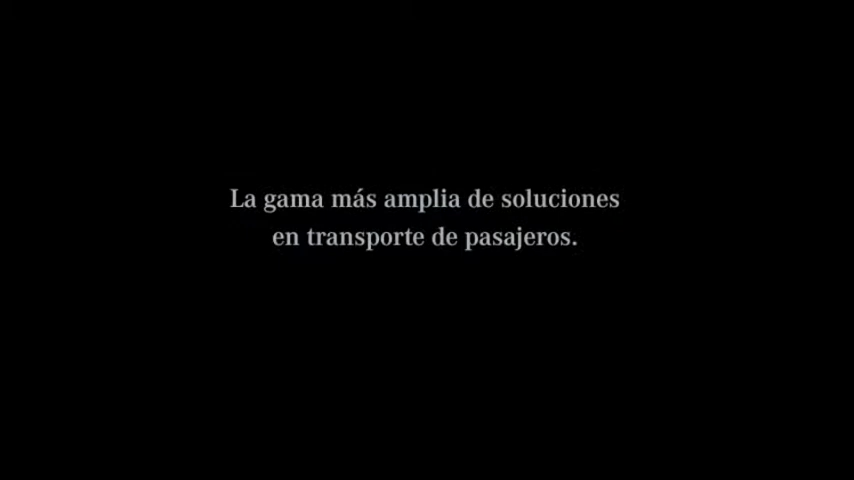 La gama más amplia de soluciones
en transporte de pasajeros.